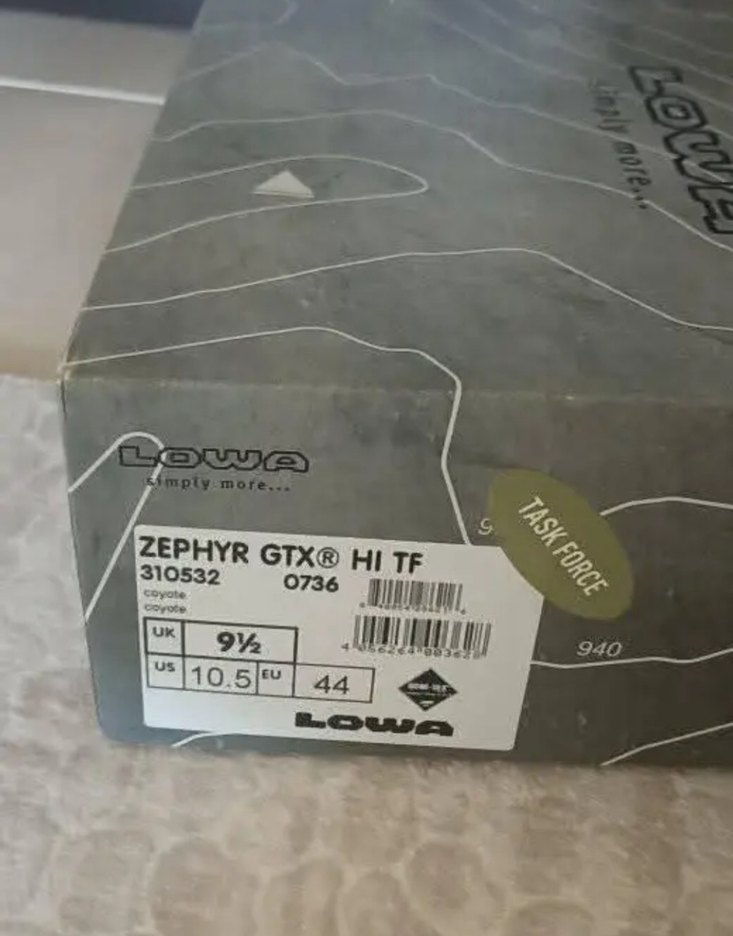 LOWA
simply more...
LOWA
simply more...
TASK FORCE
ZEPHYR GTX® HI TF
310532 0736
coyote
coyote
UK 9½
US 10.5 EU 44
LOWA
940